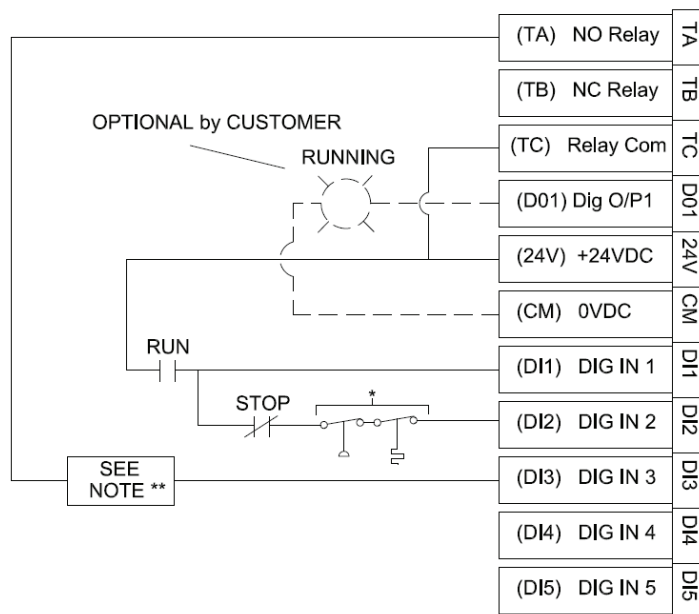 (TA) NO Relay TA
(TB) NC Relay TB
OPTIONAL by CUSTOMER
RUNNING
(TC) Relay Com TC
(D01) Dig O/P1 D01
(24V) +24VDC 24V
(CM) 0VDC CM
RUN
(DI1) DIG IN 1 DI1
STOP
*
(DI2) DIG IN 2 DI2
SEE
NOTE **
(DI3) DIG IN 3 DI3
(DI4) DIG IN 4 DI4
(DI5) DIG IN 5 DI5